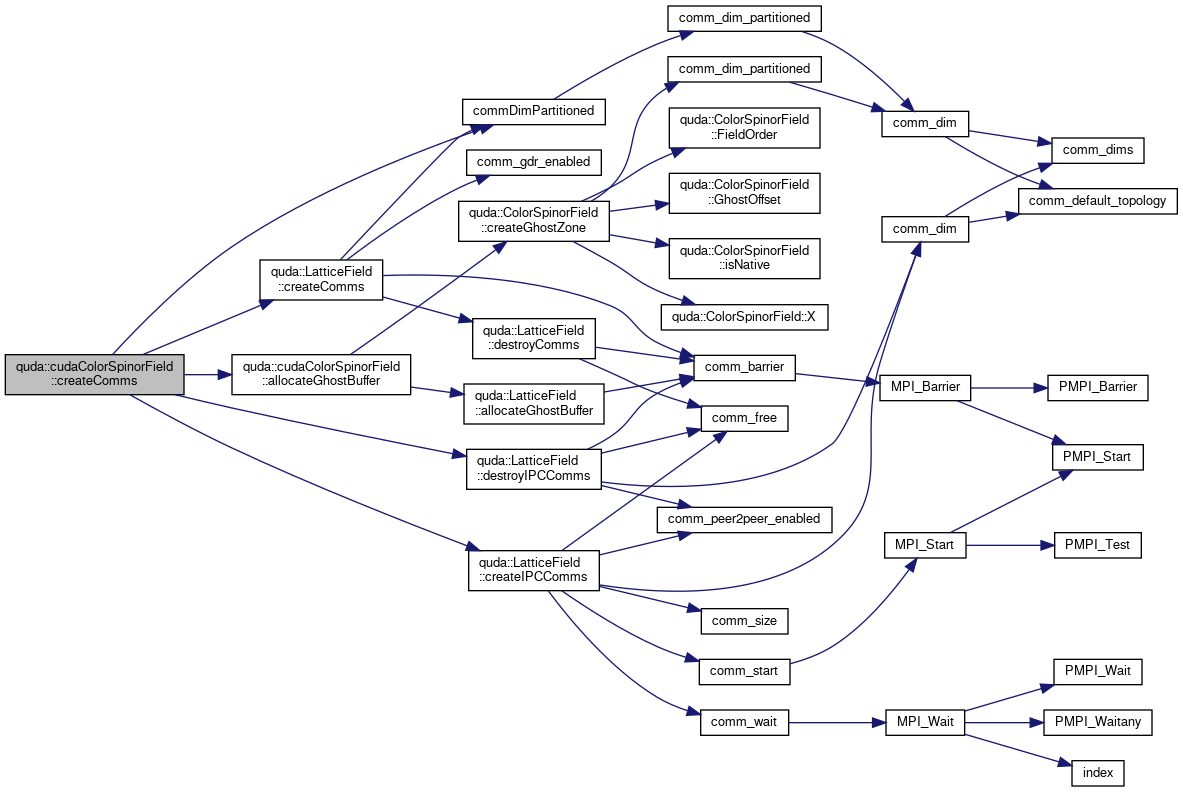 comm_dim_partitioned
comm_dim_partitioned
commDimPartitioned
quda::ColorSpinorField
::FieldOrder
comm_dim
comm_dims
comm_gdr_enabled
quda::ColorSpinorField
::GhostOffset
comm_default_topology
quda::ColorSpinorField
::createGhostZone
comm_dim
quda::ColorSpinorField
::isNative
quda::LatticeField
::createComms
quda::ColorSpinorField::X
quda::LatticeField
::destroyComms
quda::cudaColorSpinorField
::createComms
quda::cudaColorSpinorField
::allocateGhostBuffer
comm_barrier
MPI_Barrier
PMPI_Barrier
quda::LatticeField
::allocateGhostBuffer
comm_free
PMPI_Start
quda::LatticeField
::destroyIPCComms
comm_peer2peer_enabled
MPI_Start
PMPI_Test
quda::LatticeField
::createIPCComms
comm_size
comm_start
PMPI_Wait
comm_wait
MPI_Wait
PMPI_Waitany
index